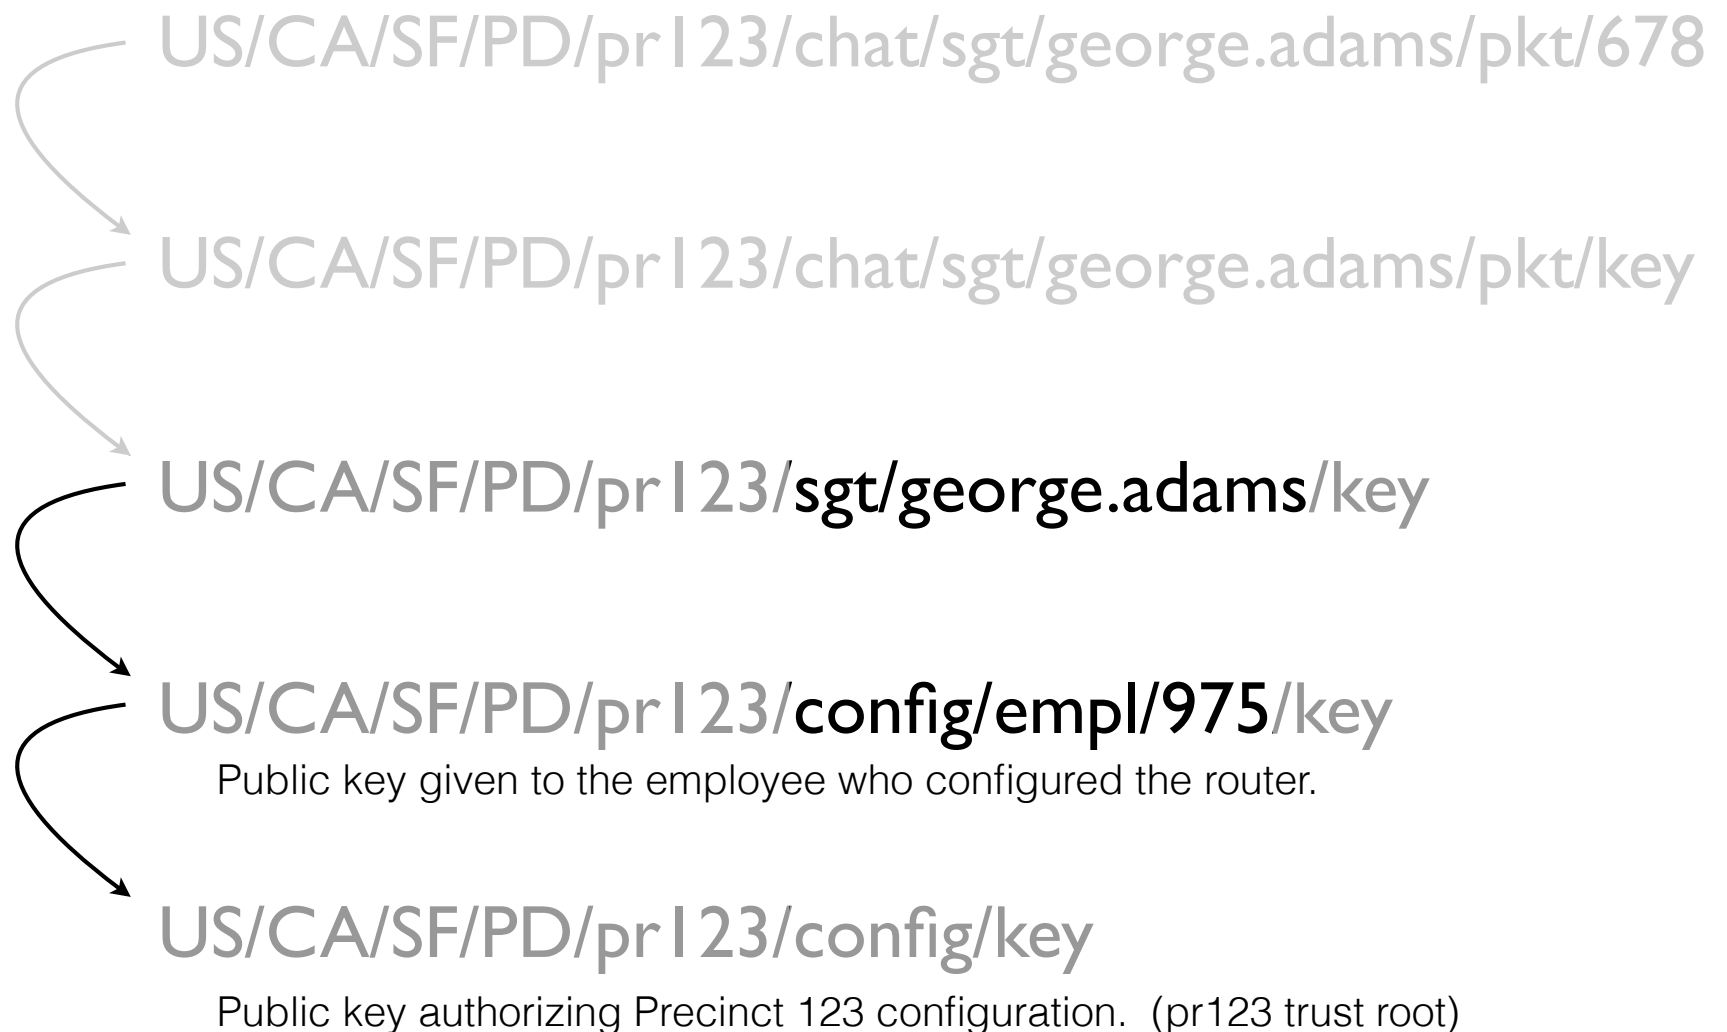 US/CA/SF/PD/pr123/chat/sgt/george.adams/pkt/678
US/CA/SF/PD/pr123/chat/sgt/george.adams/pkt/key
US/CA/SF/PD/pr123/sgt/george.adams/key
US/CA/SF/PD/pr123/config/empl/975/key
Public key given to the employee who configured the router.
US/CA/SF/PD/pr123/config/key
Public key authorizing Precinct 123 configuration.  (pr123 trust root)